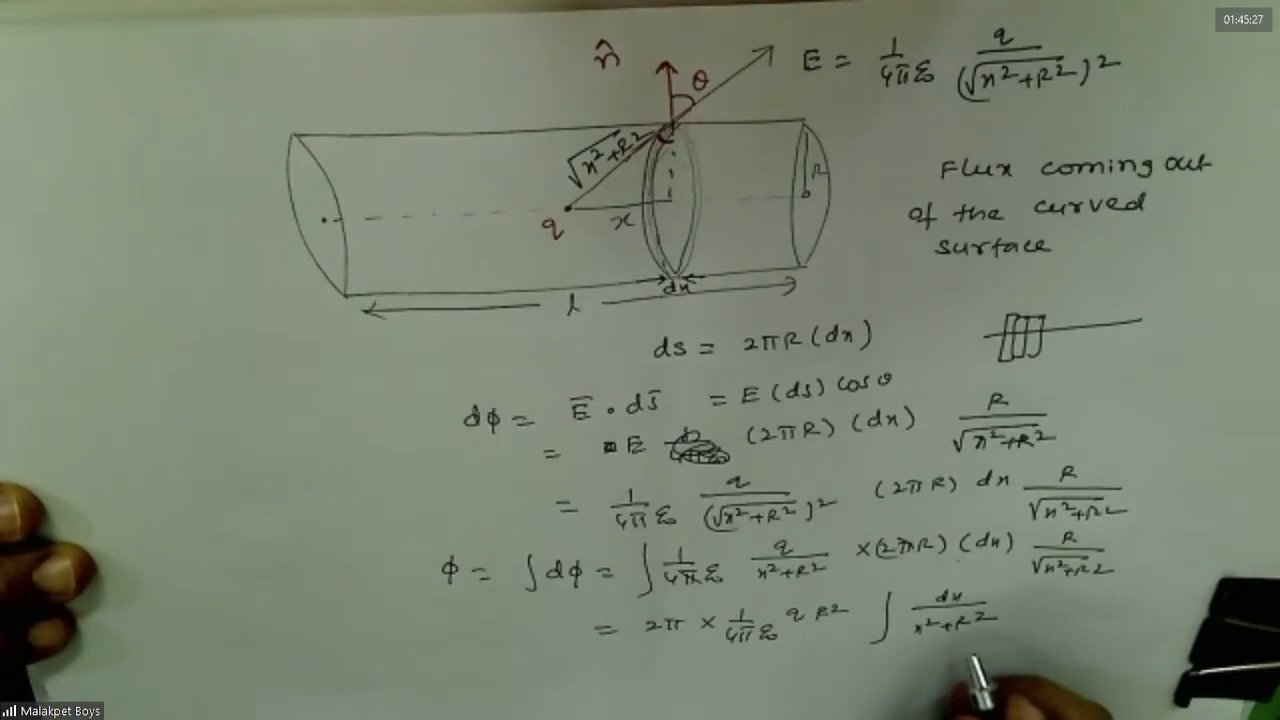 01:45:27
n̂ θ E = 1/4πε₀ q/(√x²+R²)²
√x²+R² R
Flux coming out
q x of the curved
surface
dx
l
ds = 2πR (dx)
dφ = E̅ • ds̅ = E (ds) cosθ
= E (2πR) (dx) R/√x²+R²
= 1/4πε₀ q/(√x²+R²)² (2πR) dx R/√x²+R²
φ = ∫dφ = ∫ 1/4πε₀ q/x²+R² ×(2πR) (dx) R/√x²+R²
= 2π × 1/4πε₀ q R² ∫ dx/x²+R²
Malakpet Boys